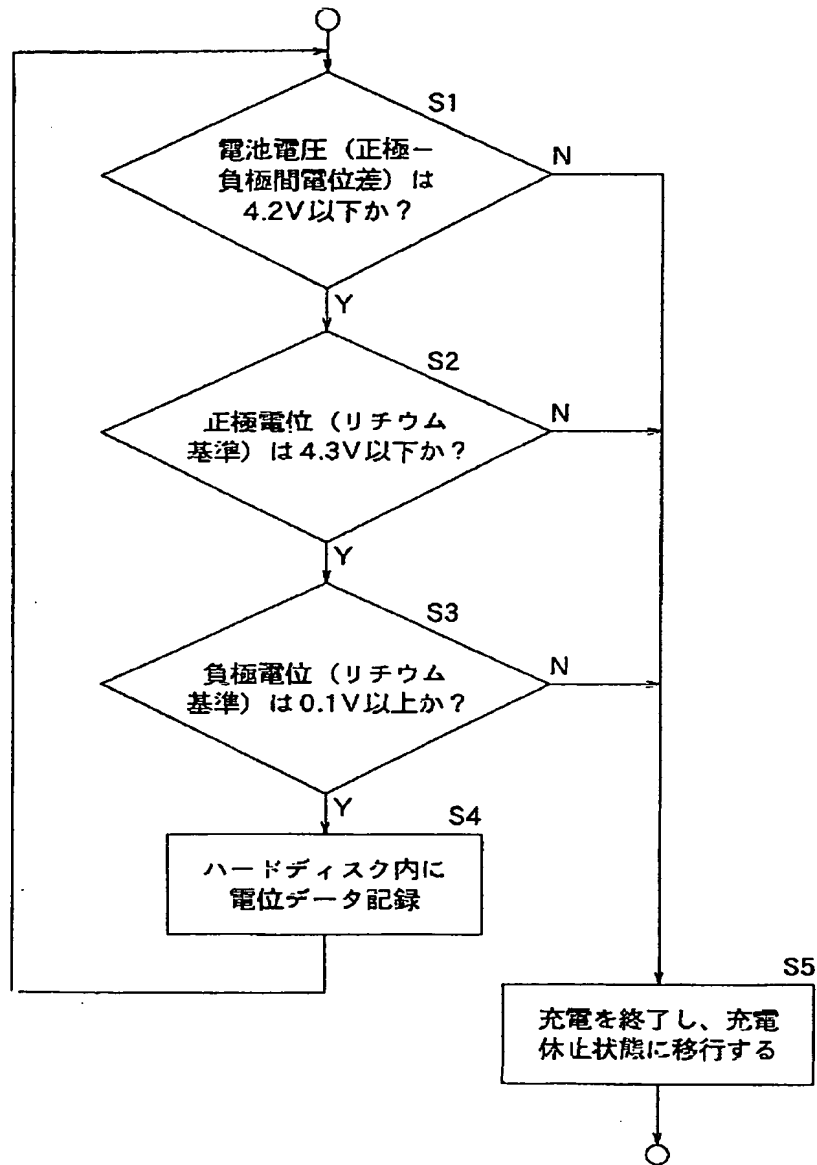 S1
電池電圧（正極ー
負極間電位差）は
4.2V以下か？
N
Y
S2
正極電位（リチウム
基準）は4.3V以下か？
N
Y
S3
負極電位（リチウム
基準）は0.1V以上か？
N
Y
S4
ハードディスク内に
電位データ記録
S5
充電を終了し、充電
休止状態に移行する